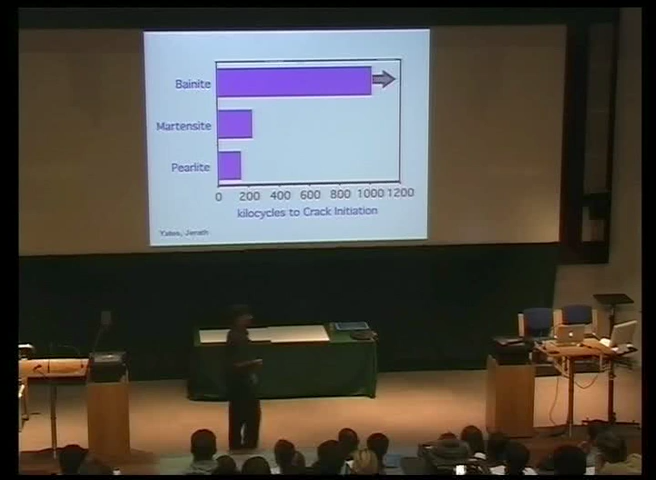 Bainite
Martensite
Pearlite
0 200 400 600 800 1000 1200
kilocycles to Crack Initiation
Yates, Jerath